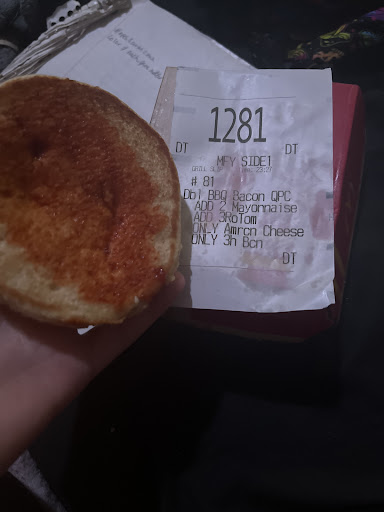 1281
DT DT
MFY SIDE1
# 81
Dbl BBQ Bacon QPC
ADD 2 Mayonnaise
ADD 3RoTom
ONLY Amrcn Cheese
ONLY 3h Bcn
DT